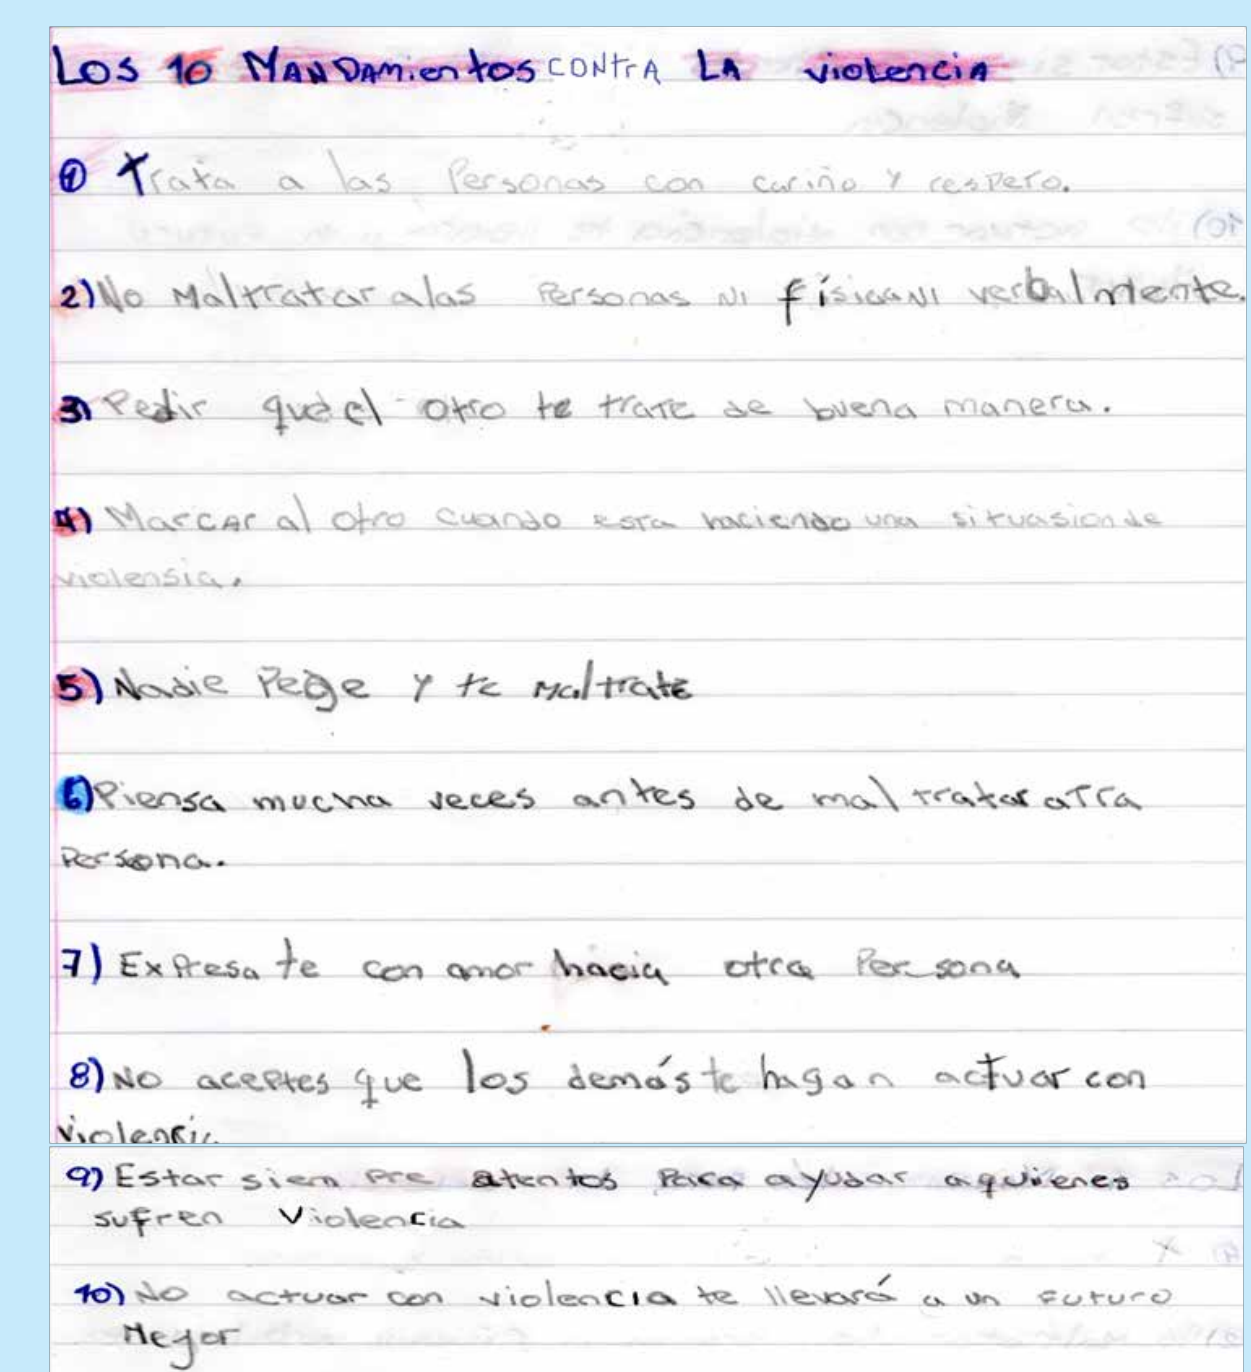 Los 10 MANDAMientos CONTrA LA violencia
① Trata a las Personas con cariño y respeto.
2) No Maltratar alas Personas NI física NI verbalmente.
3) Pedir que el otro te trate de buena manera.
4) Marcar al otro cuando esta haciendo una situasion de
violensia.
5) Nadie Pege y te maltrate
6) Piensa mucha veces antes de maltratar atra
Persona.
7) Expresate con amor hacia otra Persona
8) No aceptes que los demás te hagan actuar con
violencia
9) Estar siempre atentos Para ayudar aquienes
sufren Violencia
10) No actuar con violencia te llevará a un Futuro
Mejor